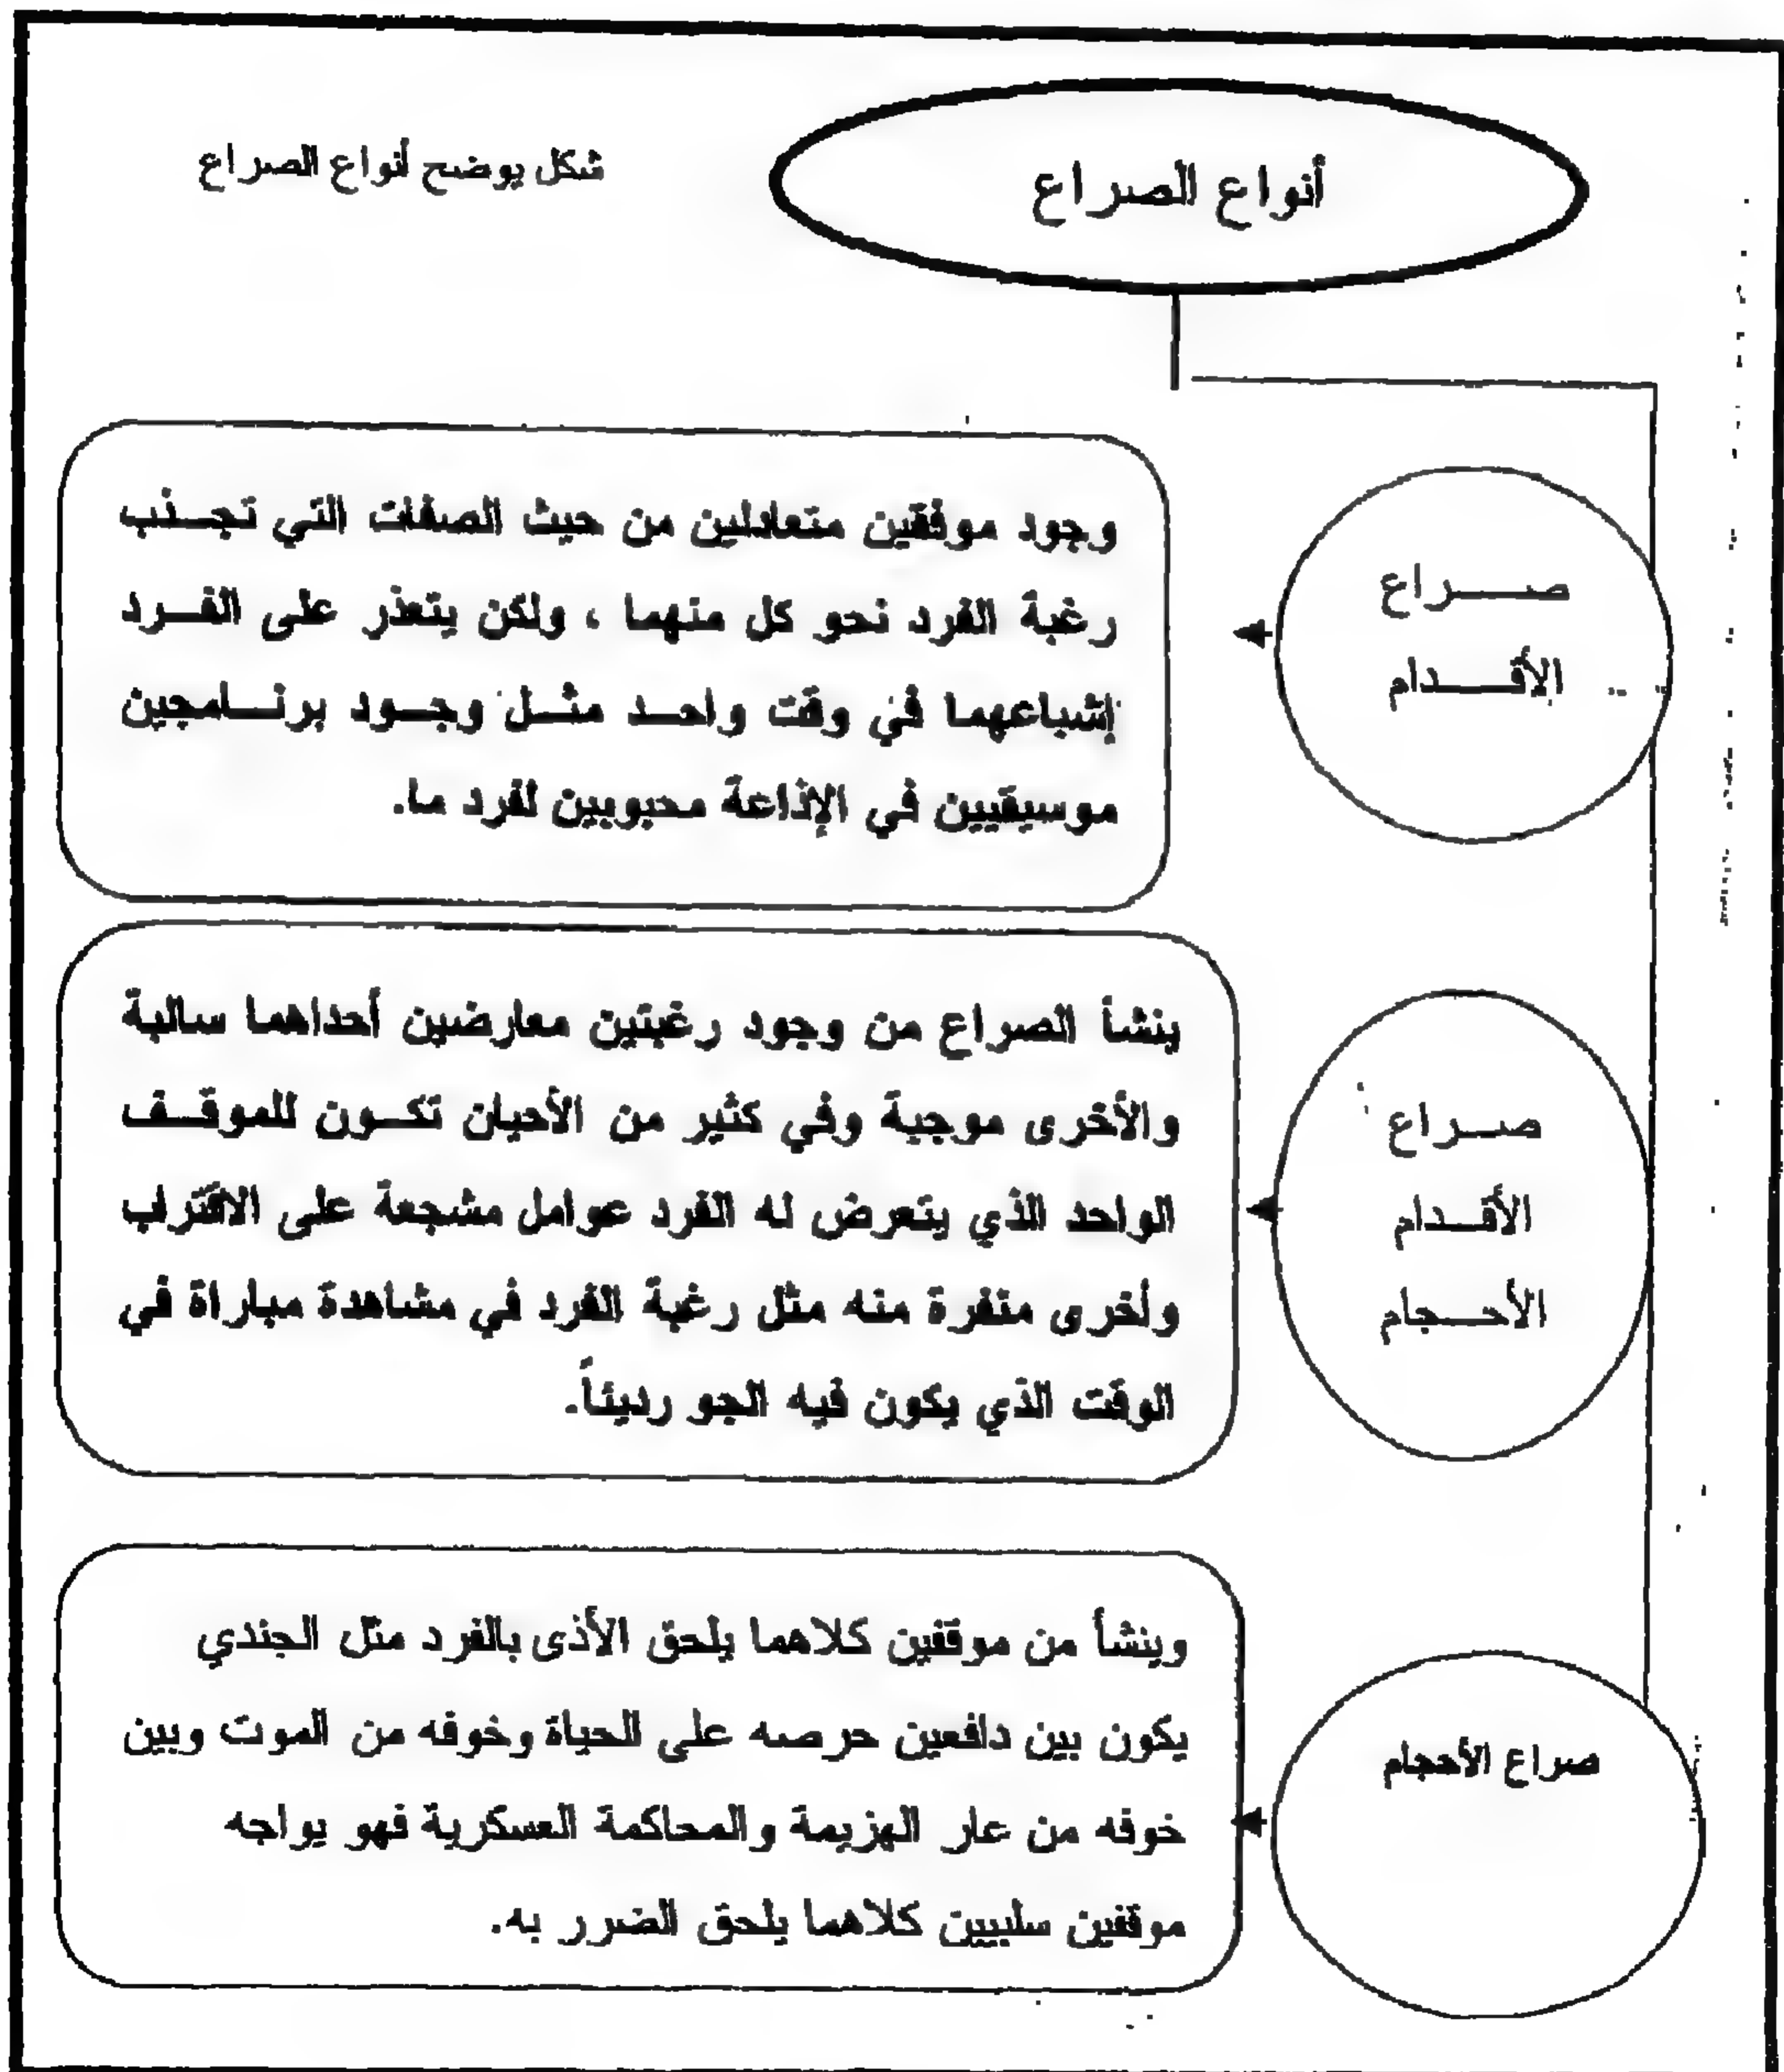 أنواع الصراع
شكل يوضح أنواع الصراع
صراع
الأقدام
وجود موقفين متعادلين من حيث الصفات التي تجذب
رغبة الفرد نحو كل منهما ، ولكن يتعذر على الفرد
إشباعهما في وقت واحد مثل وجود برنامجين
موسيقيين في الإذاعة محبوبين لفرد ما.
صراع
الأقدام
الأحجام
ينشأ الصراع من وجود رغبتين معارضين أحداهما سالبة
والأخرى موجبة وفي كثير من الأحيان تكون للموقف
الواحد الذي يتعرض له الفرد عوامل مشجعة على الاقتراب
وأخرى منفرة منه مثل رغبة الفرد في مشاهدة مباراة في
الوقت الذي يكون فيه الجو رديئاً.
صراع الأحجام
وينشأ من موقفين كلاهما يلحق الأذى بالفرد مثل الجندي
يكون بين دافعين حرصه على الحياة وخوفه من الموت وبين
خوفه من عار الهزيمة والمحاكمة العسكرية فهو يواجه
موقفين سلبيين كلاهما يلحق الضرر به.